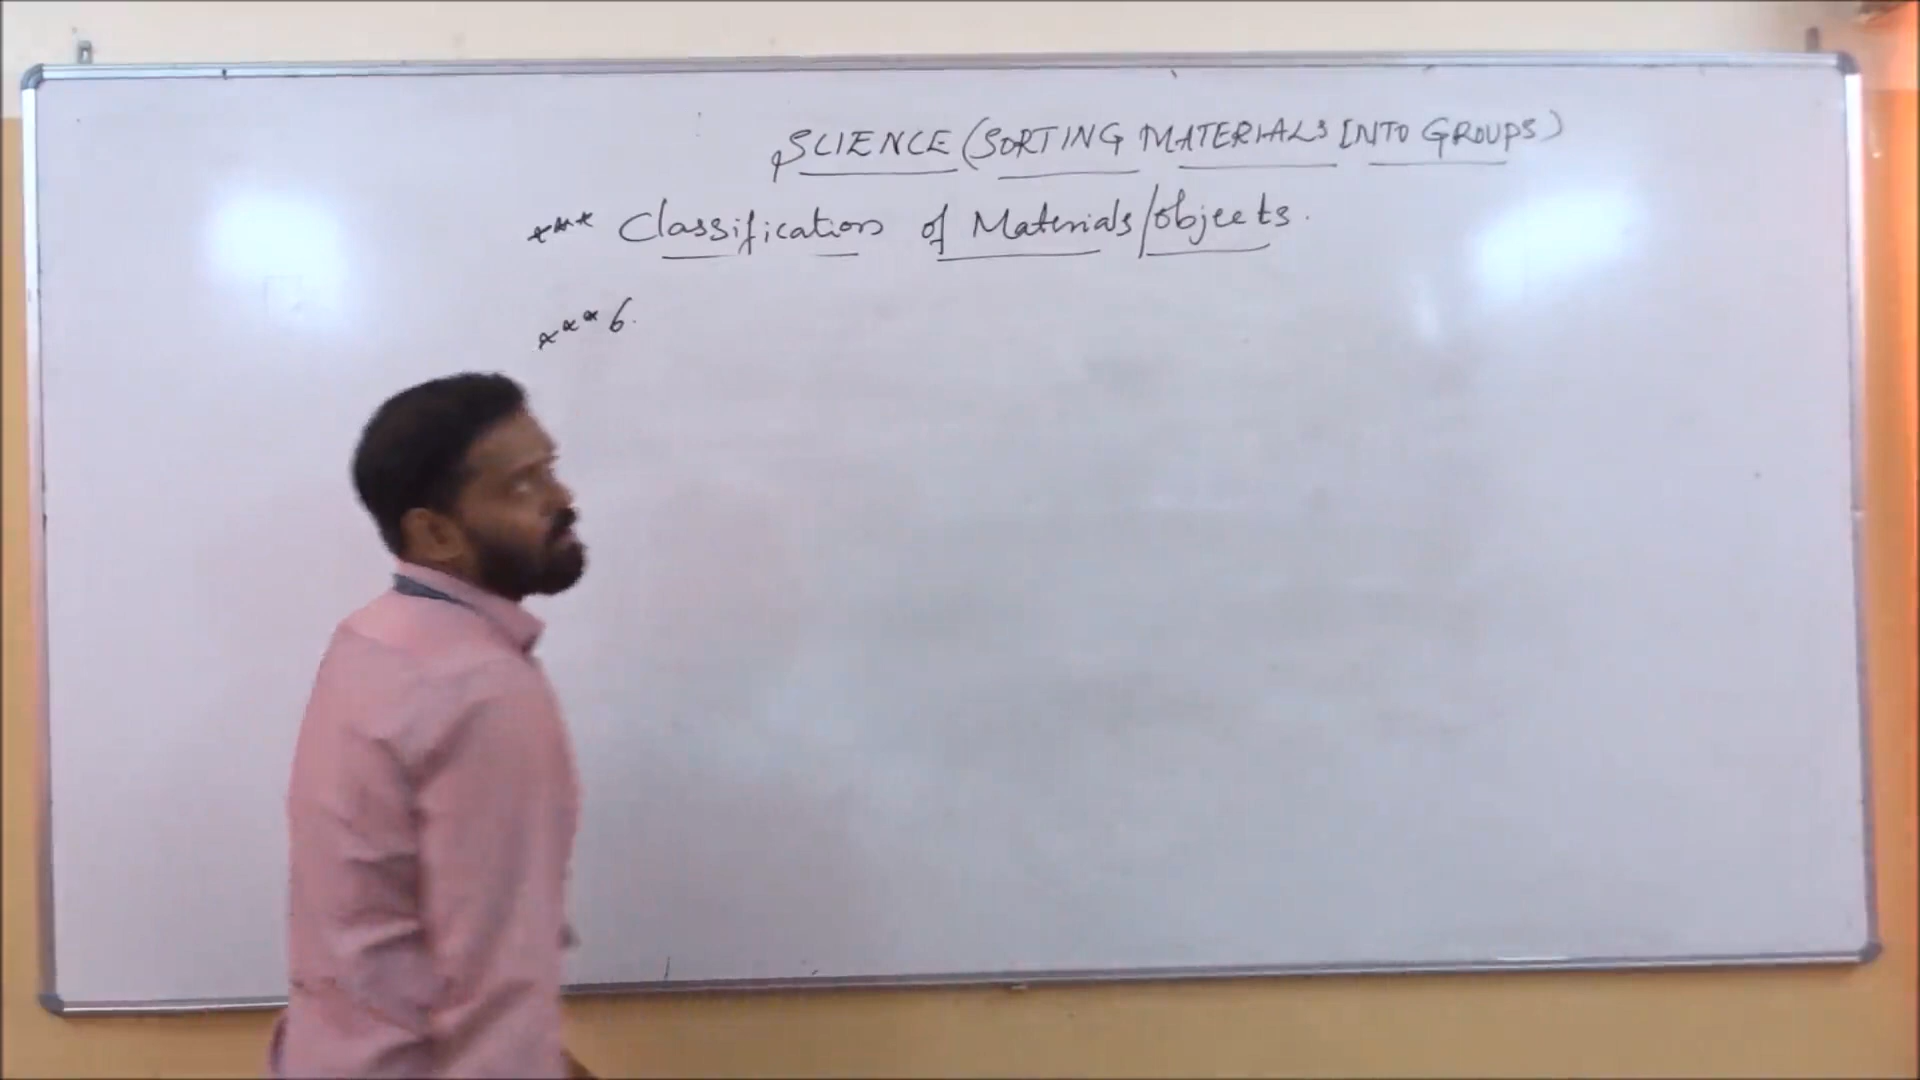 SCIENCE (SORTING MATERIALS INTO GROUPS)
*** Classification of Materials/objects.
*** 6.